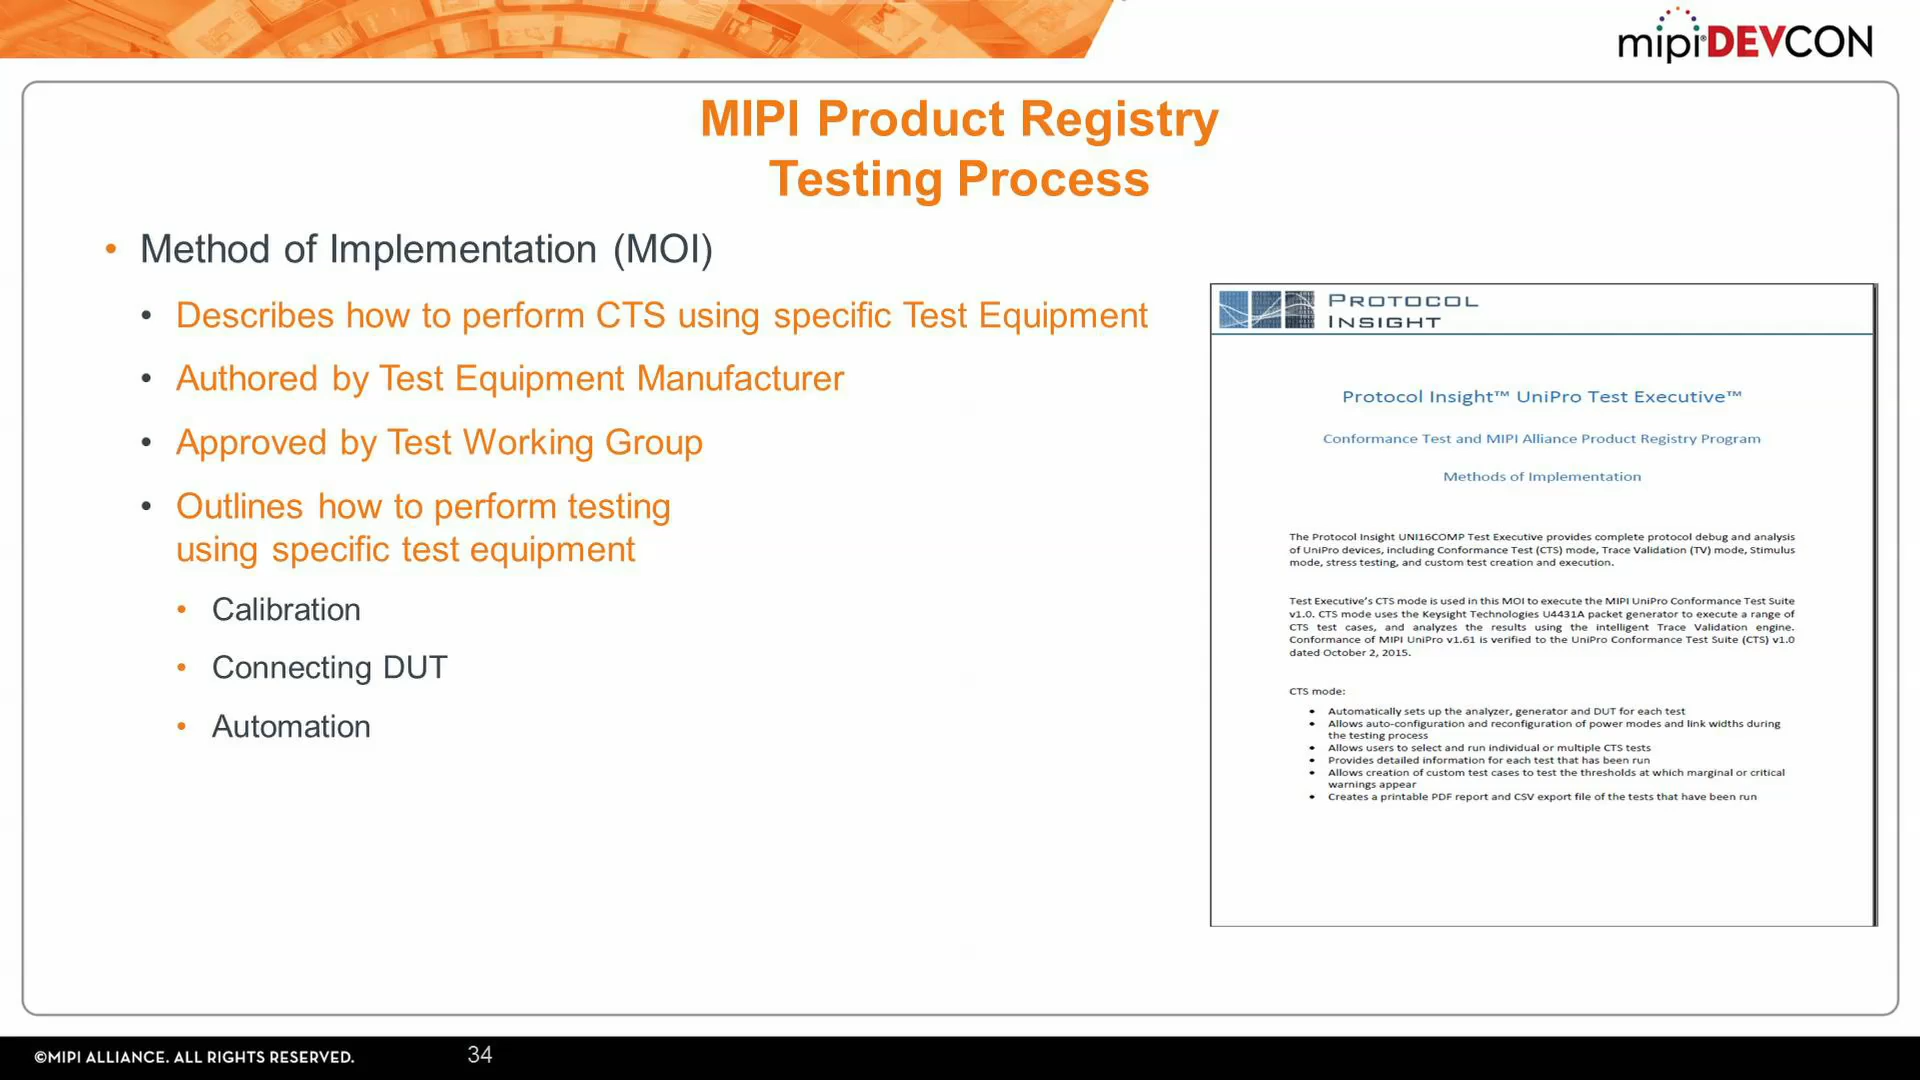 mipi DEVCON
MIPI Product Registry
Testing Process
• Method of Implementation (MOI)
• Describes how to perform CTS using specific Test Equipment
• Authored by Test Equipment Manufacturer
• Approved by Test Working Group
• Outlines how to perform testing
using specific test equipment
• Calibration
• Connecting DUT
• Automation
PROTOCOL
INSIGHT
Protocol Insight™ UniPro Test Executive™
Conformance Test and MIPI Alliance Product Registry Program
Methods of Implementation
The Protocol Insight UNI16COMP Test Executive provides complete protocol debug and analysis
of UniPro devices, including Conformance Test (CTS) mode, Trace Validation (TV) mode, Stimulus
mode, stress testing, and custom test creation and execution.
Test Executive's CTS mode is used in this MOI to execute the MIPI UniPro Conformance Test Suite
v1.0. CTS mode uses the Keysight Technologies U4431A packet generator to execute a range of
CTS test cases, and analyzes the results using the intelligent Trace Validation engine.
Conformance of MIPI UniPro v1.61 is verified to the UniPro Conformance Test Suite (CTS) v1.0
dated October 2, 2015.
CTS mode:
• Automatically sets up the analyzer, generator and DUT for each test
• Allows auto-configuration and reconfiguration of power modes and link widths during
the testing process
• Allows users to select and run individual or multiple CTS tests
• Provides detailed information for each test that has been run
• Allows creation of custom test cases to test the thresholds at which marginal or critical
warnings appear
• Creates a printable PDF report and CSV export file of the tests that have been run
©MIPI ALLIANCE. ALL RIGHTS RESERVED.
34